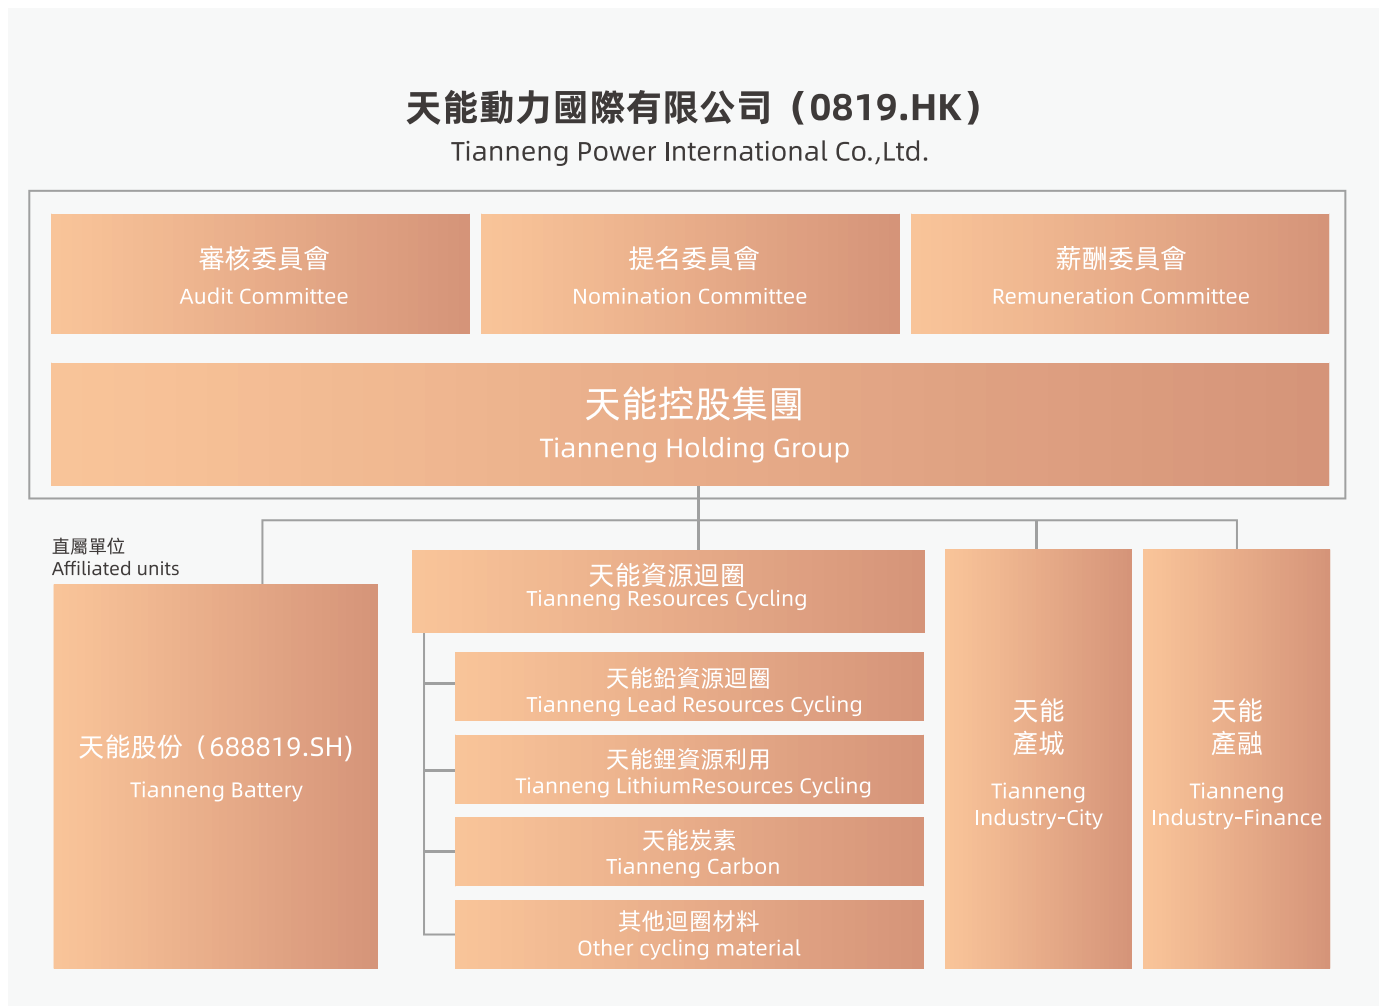 天能動力國際有限公司（0819.HK）
Tianneng Power International Co.,Ltd.
審核委員會
Audit Committee
提名委員會
Nomination Committee
薪酬委員會
Remuneration Committee
天能控股集團
Tianneng Holding Group
直屬單位
Affiliated units
天能股份（688819.SH)
Tianneng Battery
天能資源迴圈
Tianneng Resources Cycling
天能鉛資源迴圈
Tianneng Lead Resources Cycling
天能鋰資源利用
Tianneng LithiumResources Cycling
天能炭素
Tianneng Carbon
其他迴圈材料
Other cycling material
天能
產城
Tianneng
Industry-City
天能
產融
Tianneng
Industry-Finance